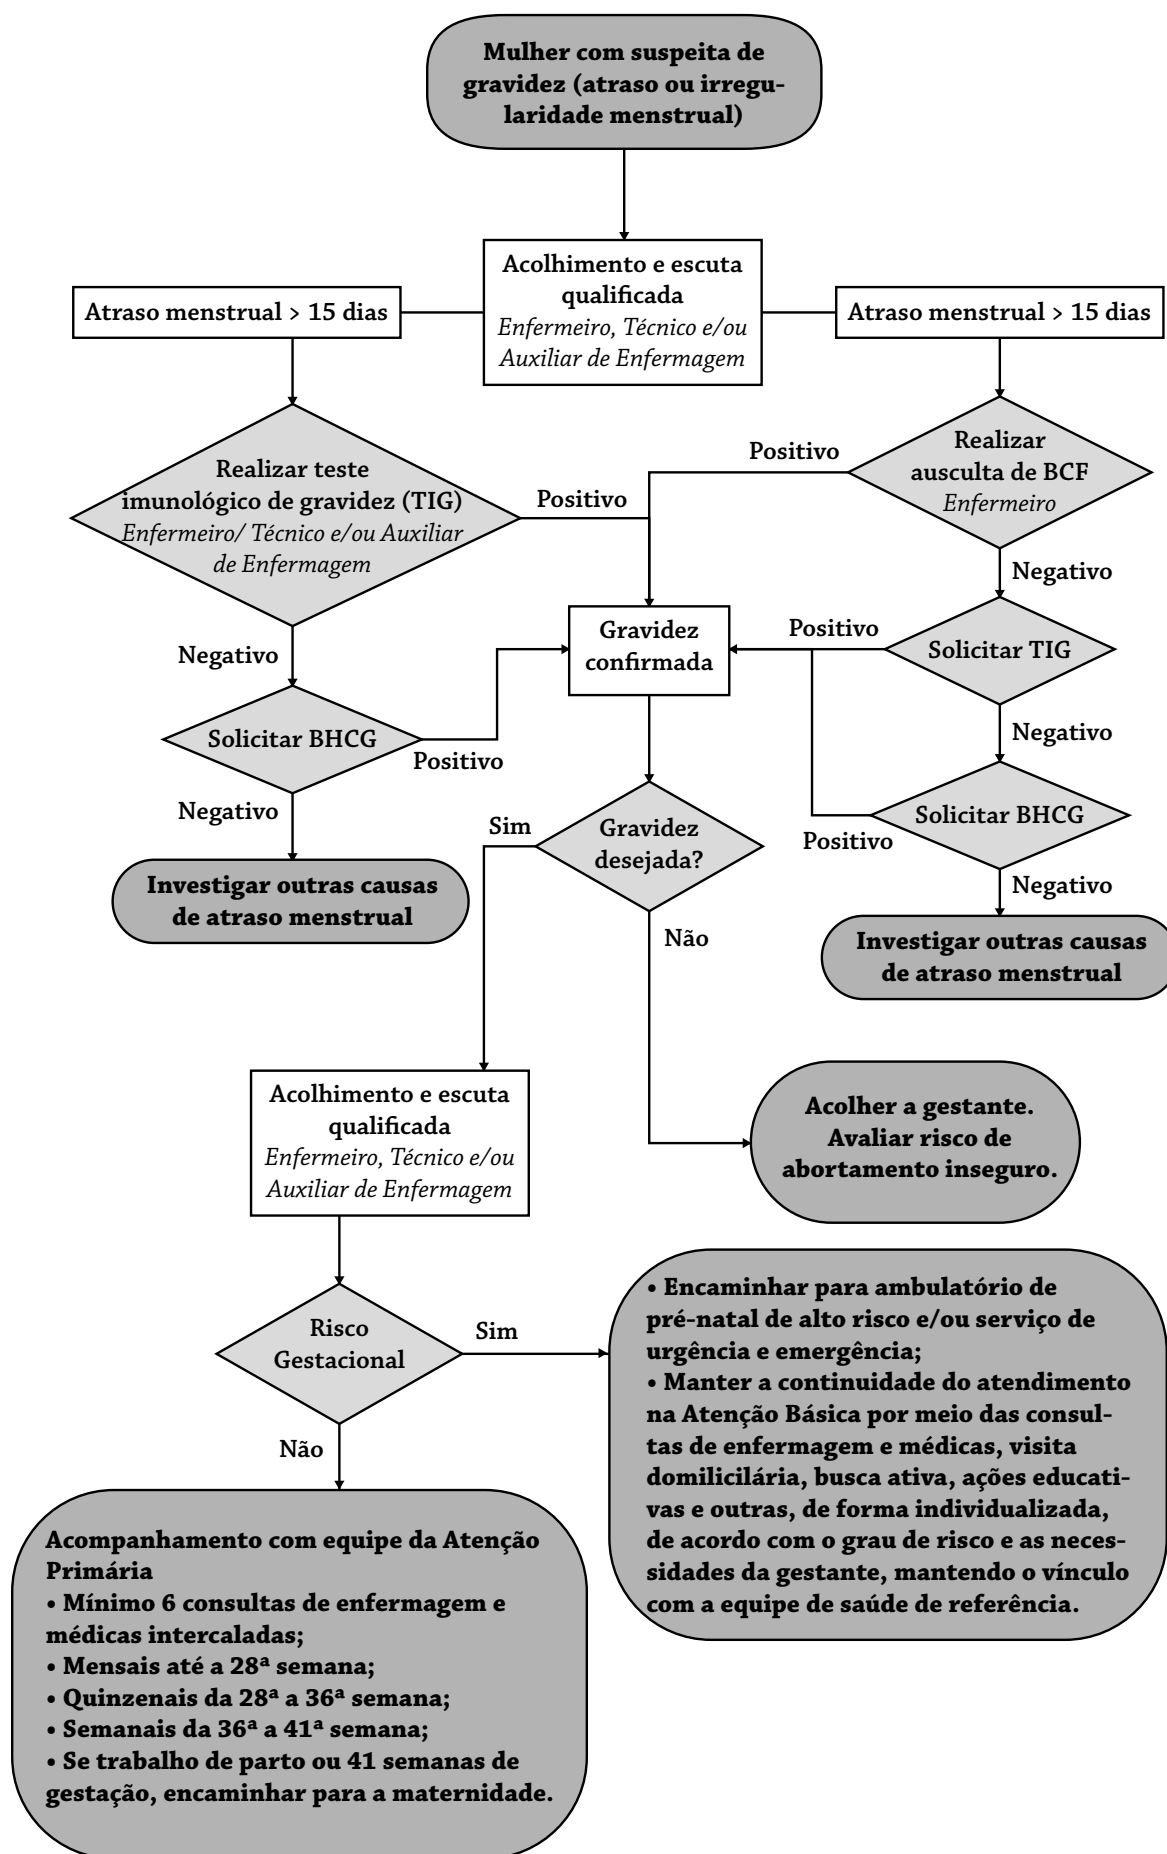 Mulher com suspeita de
gravidez (atraso ou irregu-
laridade menstrual)
Acolhimento e escuta
qualificada
Enfermeiro, Técnico e/ou
Auxiliar de Enfermagem
Atraso menstrual > 15 dias
Atraso menstrual > 15 dias
Realizar teste
imunológico de gravidez (TIG)
Enfermeiro/ Técnico e/ou Auxiliar
de Enfermagem
Positivo
Positivo
Realizar
ausculta de BCF
Enfermeiro
Negativo
Negativo
Gravidez
confirmada
Positivo
Solicitar TIG
Solicitar BHCG
Positivo
Negativo
Negativo
Solicitar BHCG
Positivo
Negativo
Sim
Gravidez
desejada?
Não
Investigar outras causas
de atraso menstrual
Investigar outras causas
de atraso menstrual
Acolhimento e escuta
qualificada
Enfermeiro, Técnico e/ou
Auxiliar de Enfermagem
Acolher a gestante.
Avaliar risco de
abortamento inseguro.
Risco
Gestacional
Sim
Não
• Encaminhar para ambulatório de
pré-natal de alto risco e/ou serviço de
urgência e emergência;
• Manter a continuidade do atendimento
na Atenção Básica por meio das consul-
tas de enfermagem e médicas, visita
domilicilária, busca ativa, ações educati-
vas e outras, de forma individualizada,
de acordo com o grau de risco e as neces-
sidades da gestante, mantendo o vínculo
com a equipe de saúde de referência.
Acompanhamento com equipe da Atenção
Primária
• Mínimo 6 consultas de enfermagem e
médicas intercaladas;
• Mensais até a 28ª semana;
• Quinzenais da 28ª a 36ª semana;
• Semanais da 36ª a 41ª semana;
• Se trabalho de parto ou 41 semanas de
gestação, encaminhar para a maternidade.